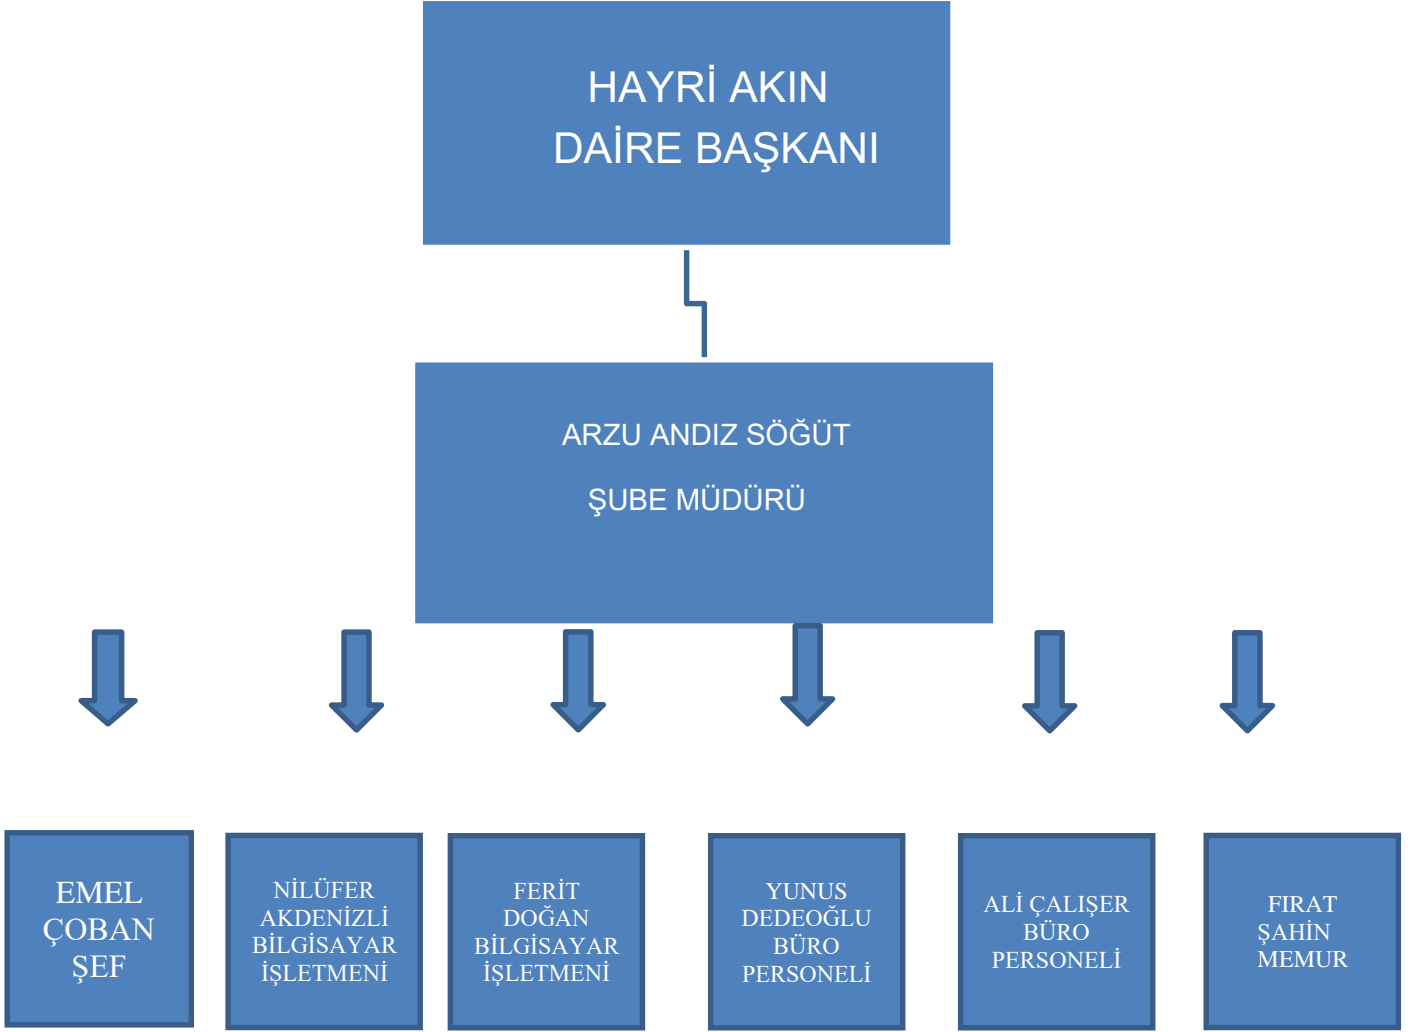 HAYRİ AKIN
DAİRE BAŞKANI
ARZU ANDIZ SÖĞÜT
ŞUBE MÜDÜRÜ
EMEL
ÇOBAN
ŞEF
NİLÜFER
AKDENİZLİ
BİLGİSAYAR
İŞLETMENİ
FERİT
DOĞAN
BİLGİSAYAR
İŞLETMENİ
YUNUS
DEDEOĞLU
BÜRO
PERSONELİ
ALİ ÇALIŞER
BÜRO
PERSONELİ
FIRAT
ŞAHİN
MEMUR